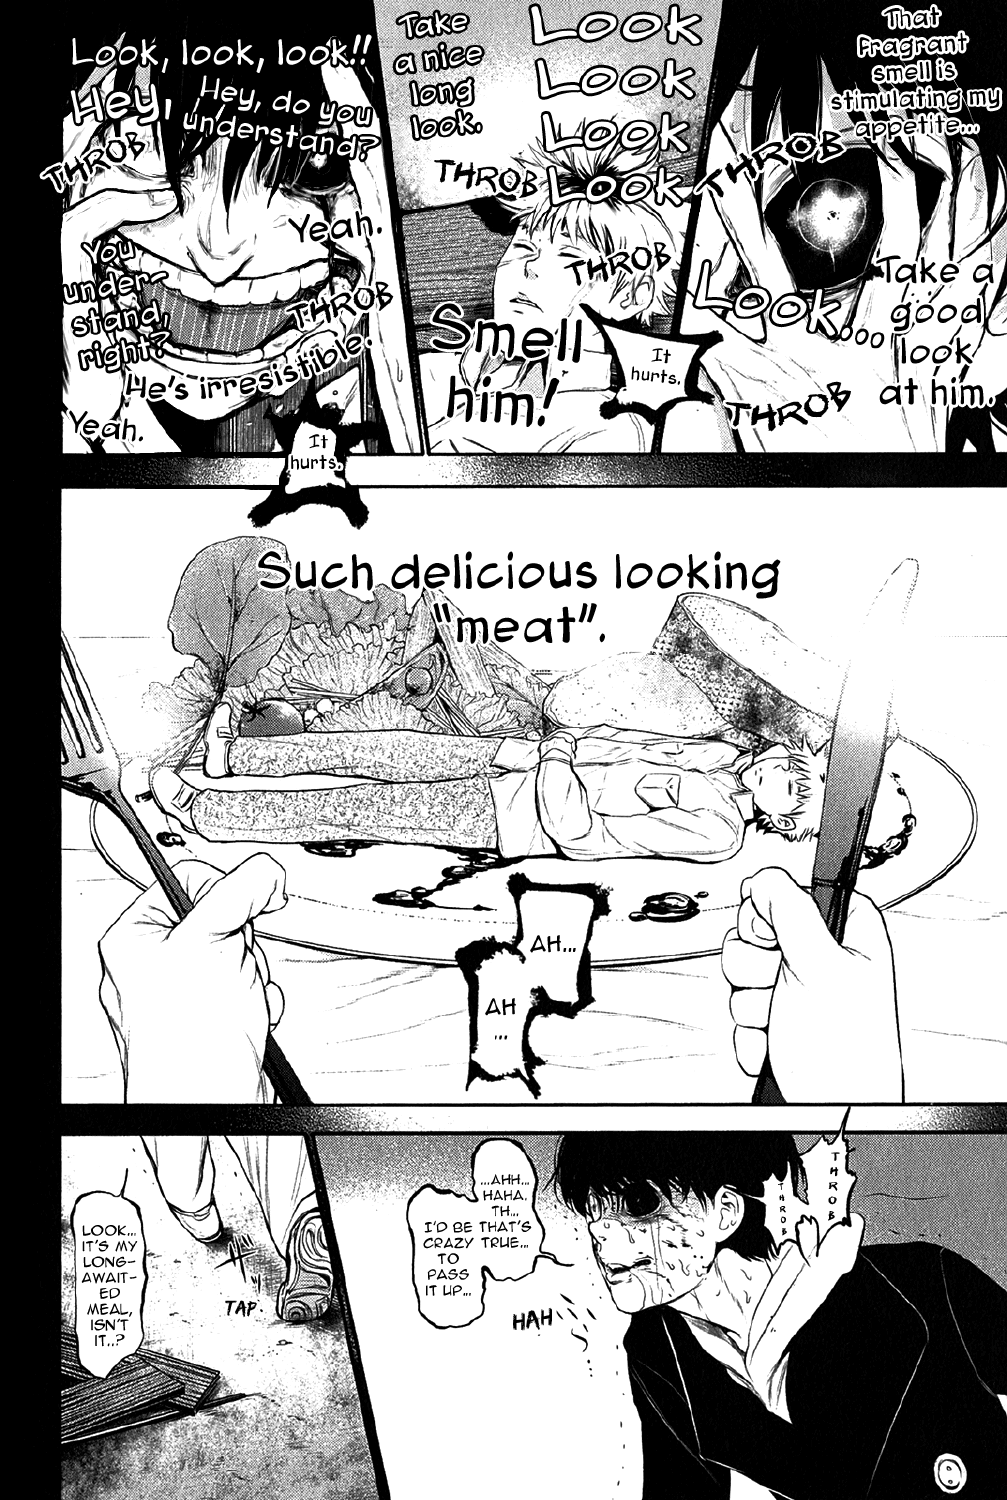 That
fragrant
smell is
stimulating my
appetite...
THROB
Look...
Take a
good
look
at him.
THROB
Look
Look
Look
Look
Take
a nice
long
look.
THROB
THROB
Smell
him!
It
hurts.
Look, look, look!!
Hey,
Hey, do you
understand?
THROB
Yeah.
You
under-
stand,
right?
THROB
He's irresistible.
Yeah.
It
hurts.
Such delicious looking
"meat".
AH...
AH
...
THROB
THROB
...AHH...
HAHA.
TH...
I'D BE THAT'S
CRAZY TRUE...
TO
PASS
IT UP...
HAH
TAP.
LOOK...
IT'S MY
LONG-
AWAIT-
ED
MEAL,
ISN'T
IT..?